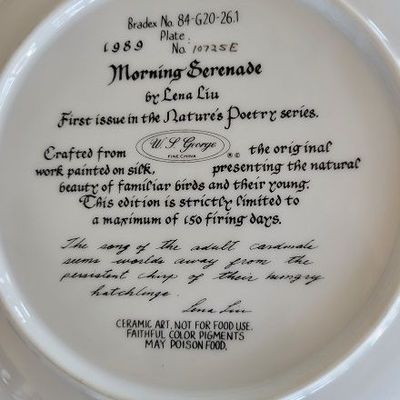 Bradex No. 84-G20-26.1
Plate
1989 No. 10725E
Morning Serenade
by Lena Liu
First issue in the Nature's Poetry series.
Crafted from W. S. George FINE CHINA ®© the original
work painted on silk, presenting the natural
beauty of familiar birds and their young.
This edition is strictly limited to
a maximum of 150 firing days.
The song of the adult cardinals
seems worlds away from the
persistent chirp of their hungry
hatchlings.
Lena Liu
CERAMIC ART, NOT FOR FOOD USE.
FAITHFUL COLOR PIGMENTS
MAY POISON FOOD.